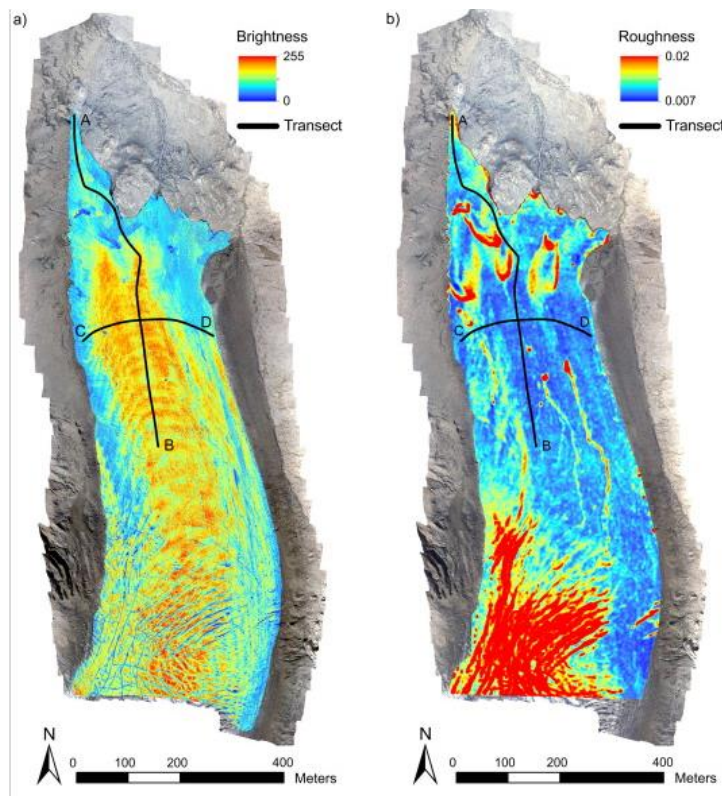 a)
Brightness
255
0
Transect
A
C
D
B
N
0
100
200
400
Meters
b)
Roughness
0.02
0.007
Transect
A
C
D
B
N
0
100
200
400
Meters